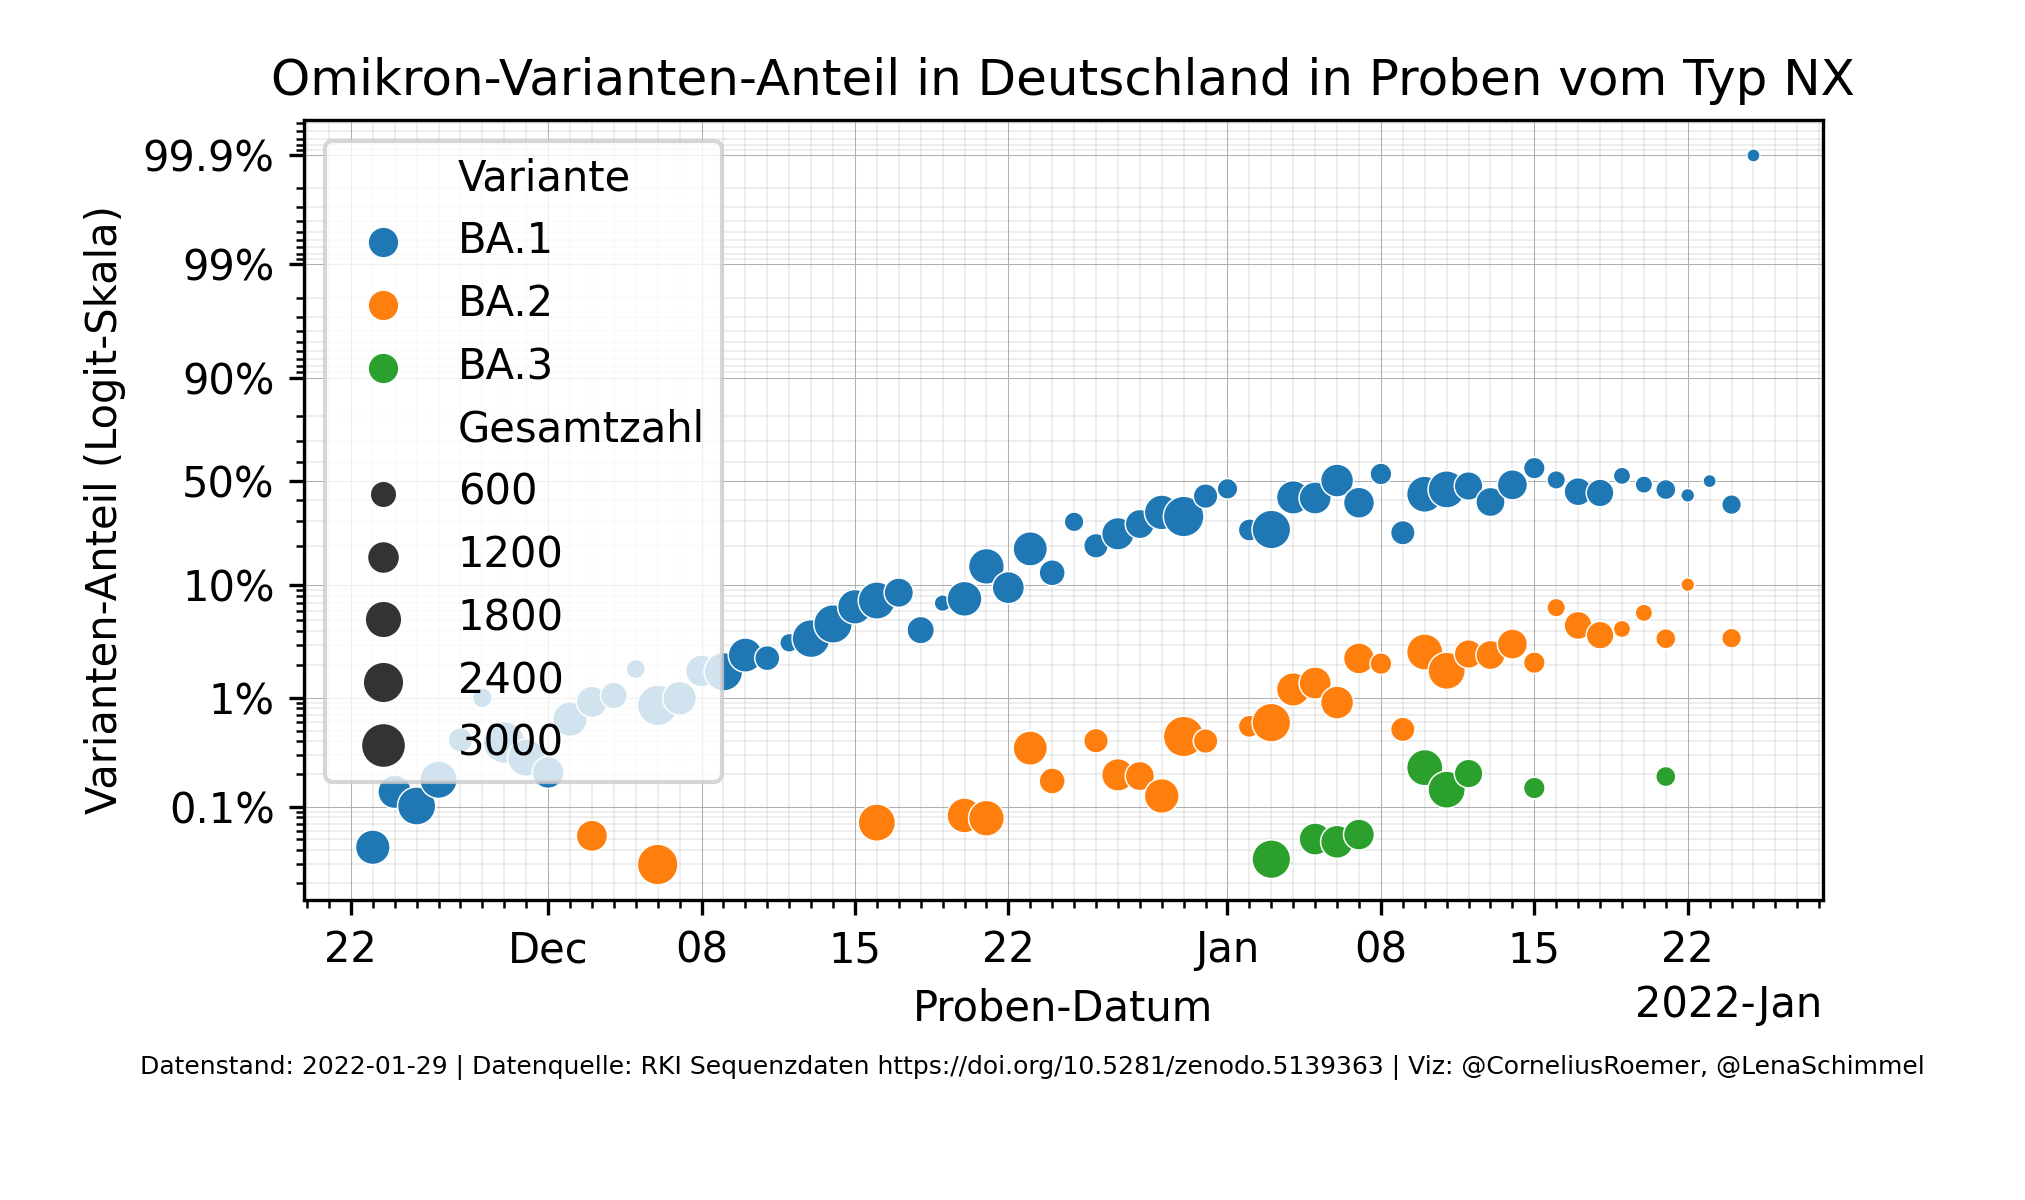 Omikron-Varianten-Anteil in Deutschland in Proben vom Typ NX
Varianten-Anteil (Logit-Skala)
99.9%
99%
90%
50%
10%
1%
0.1%
Variante
BA.1
BA.2
BA.3
Gesamtzahl
600
1200
1800
2400
3000
22 Dec 08 15 22 Jan 08 15 22
Proben-Datum
2022-Jan
Datenstand: 2022-01-29 | Datenquelle: RKI Sequenzdaten https://doi.org/10.5281/zenodo.5139363 | Viz: @CorneliusRoemer, @LenaSchimmel